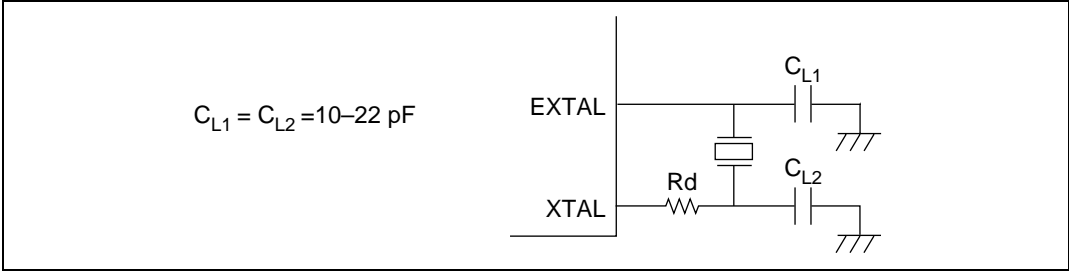 C_L1 = C_L2 =10–22 pF
EXTAL
C_L1
Rd
C_L2
XTAL